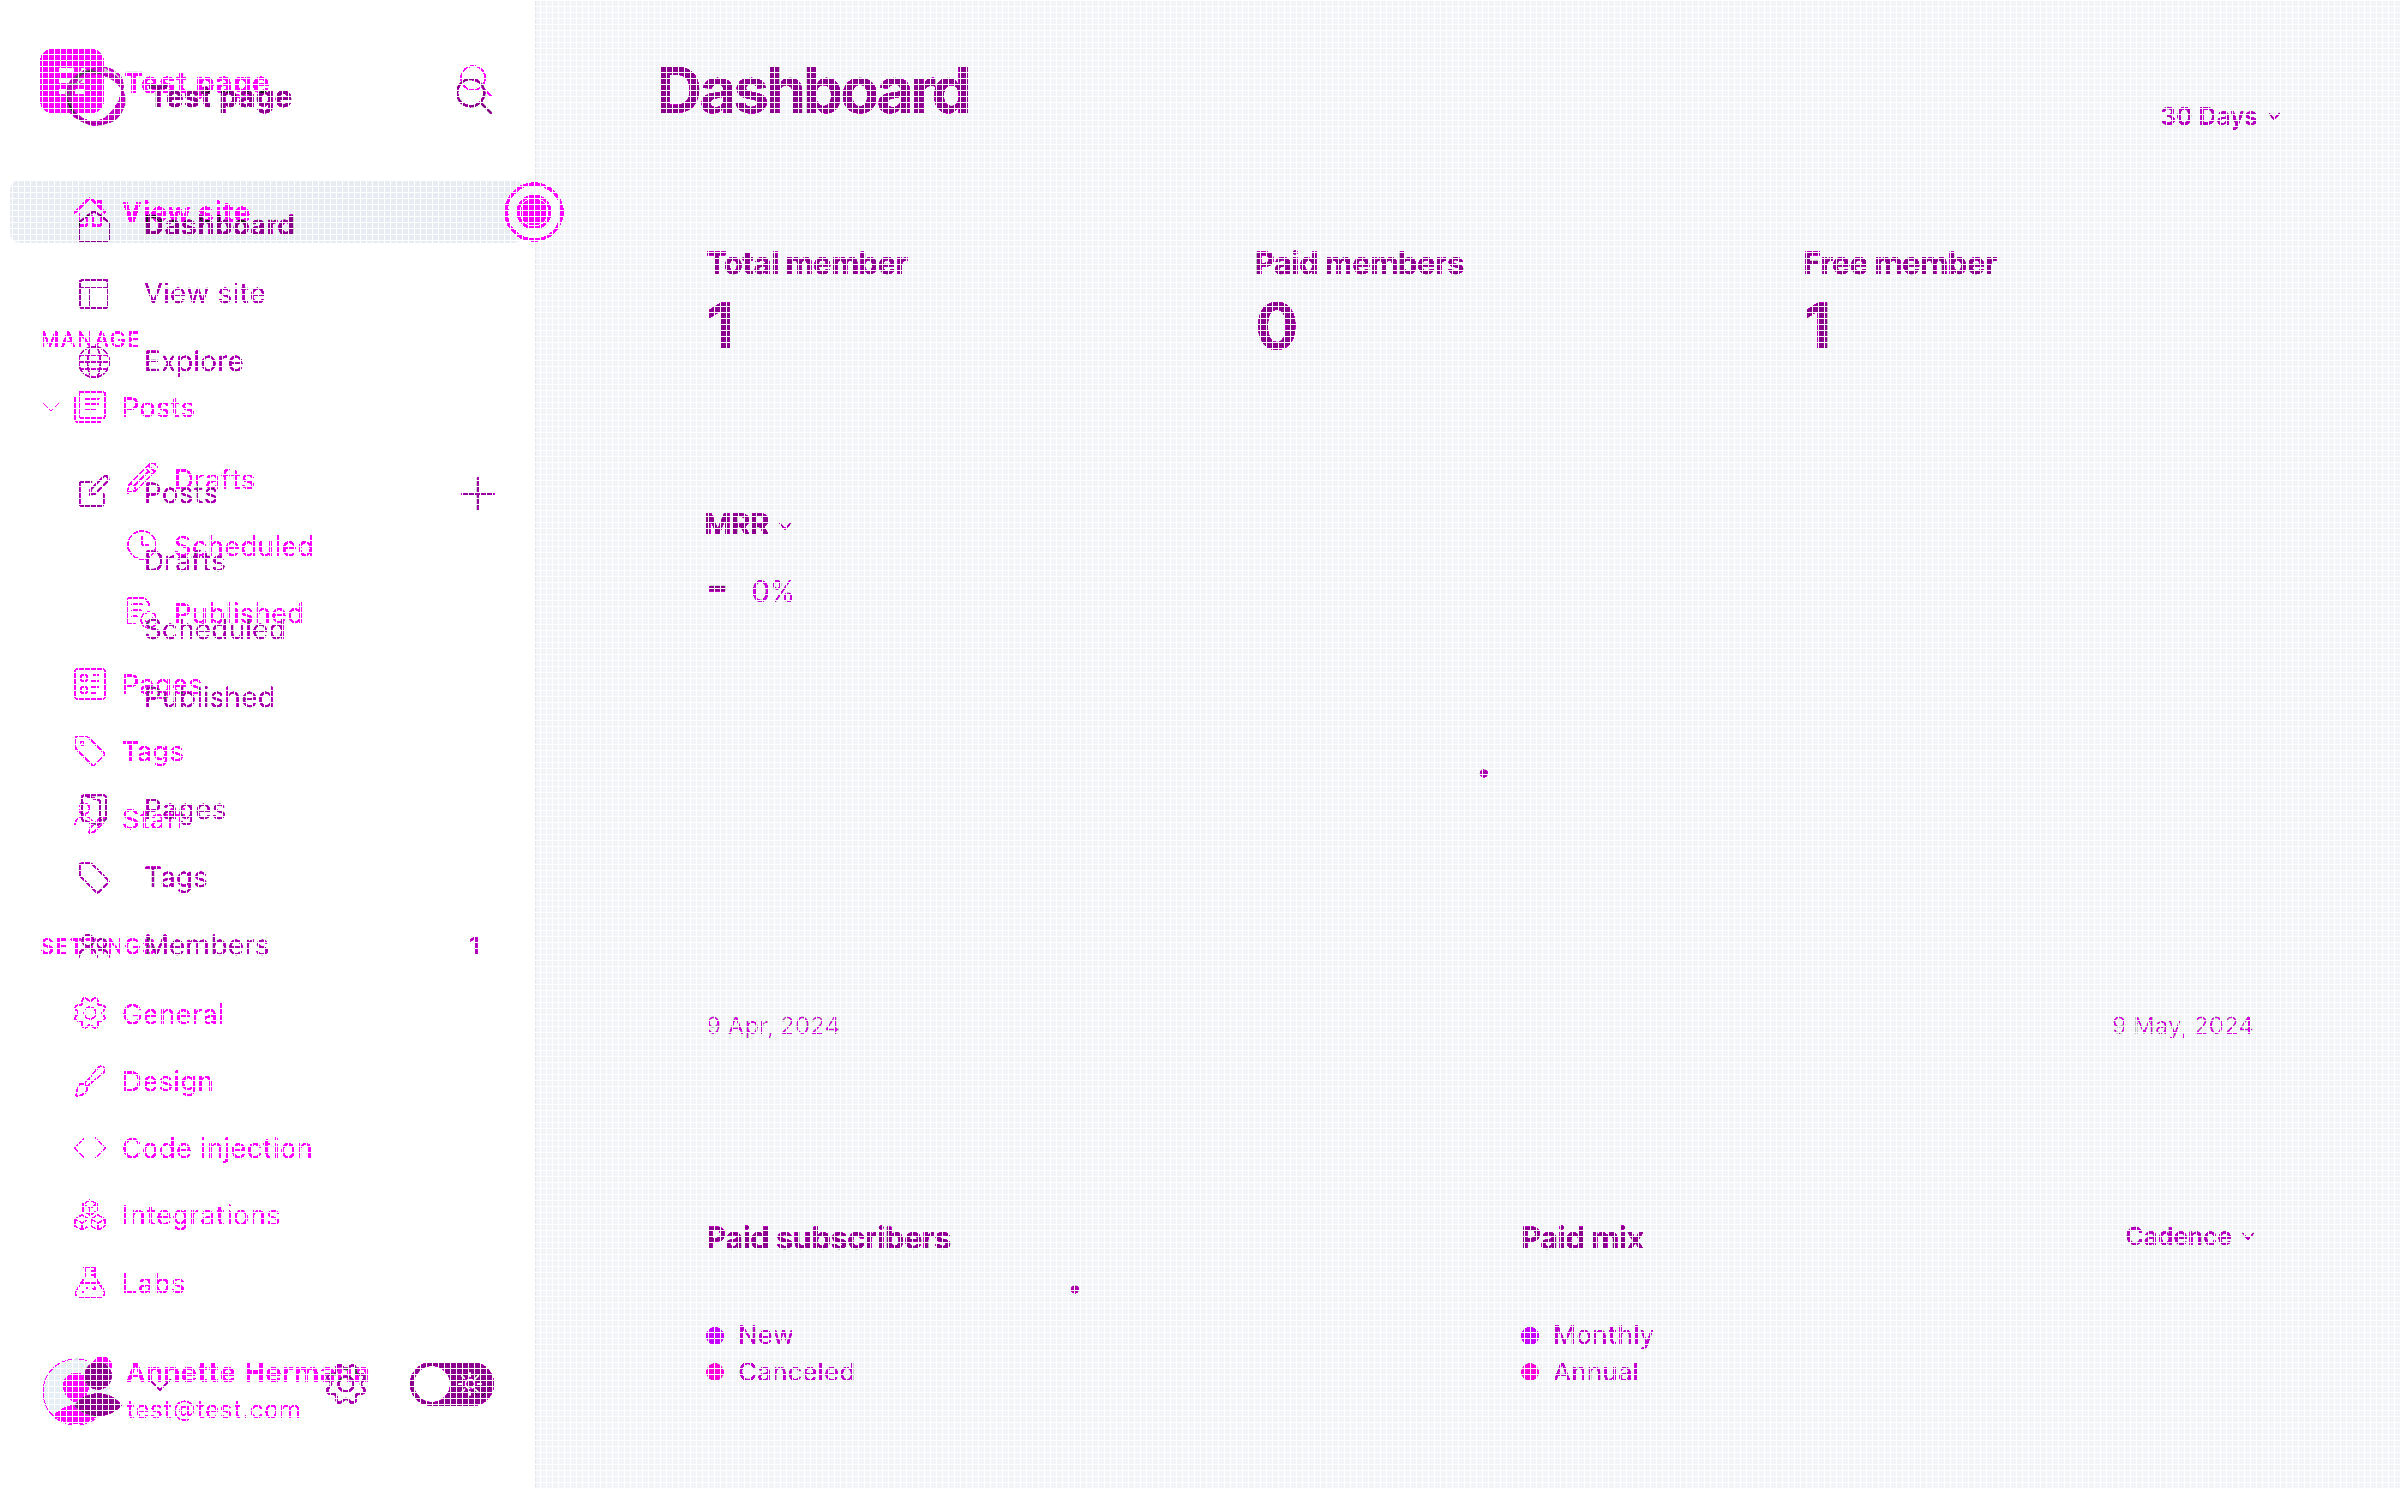 Test page
Test page
Dashboard
30 Days
View site
Dashboard
View site
MANAGE
Explore
Posts
Drafts
Posts
Scheduled
Drafts
Published
Scheduled
Pages
Published
Tags
Pages
Staff
Tags
SETTINGS
Members 1
General
Design
Code injection
Integrations
Labs
Annette Hermann
test@test.com
Total member
1
Paid members
0
Free member
1
MRR
= 0%
9 Apr, 2024
9 May, 2024
Paid subscribers
New
Canceled
Paid mix
Cadence
Monthly
Annual